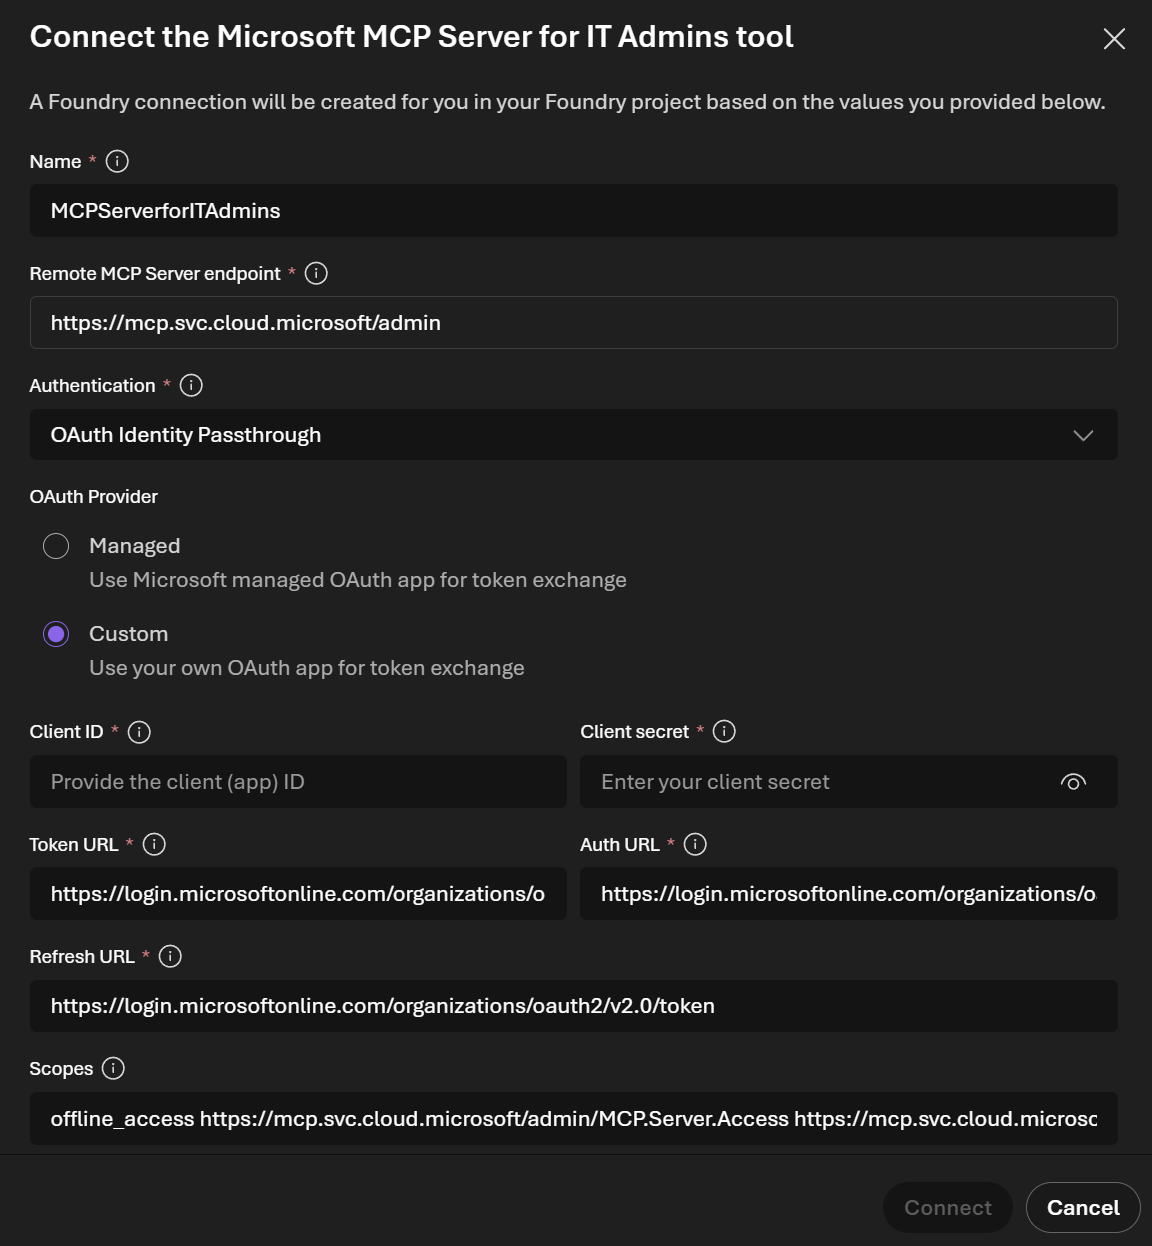 Connect the Microsoft MCP Server for IT Admins tool
A Foundry connection will be created for you in your Foundry project based on the values you provided below.
Name *
MCPServerforITAdmins
Remote MCP Server endpoint *
https://mcp.svc.cloud.microsoft/admin
Authentication *
OAuth Identity Passthrough
OAuth Provider
Managed
Use Microsoft managed OAuth app for token exchange
Custom
Use your own OAuth app for token exchange
Client ID *
Client secret *
Provide the client (app) ID
Enter your client secret
Token URL *
Auth URL *
https://login.microsoftonline.com/organizations/o
https://login.microsoftonline.com/organizations/o
Refresh URL *
https://login.microsoftonline.com/organizations/oauth2/v2.0/token
Scopes
offline_access https://mcp.svc.cloud.microsoft/admin/MCP.Server.Access https://mcp.svc.cloud.microsc
Connect
Cancel